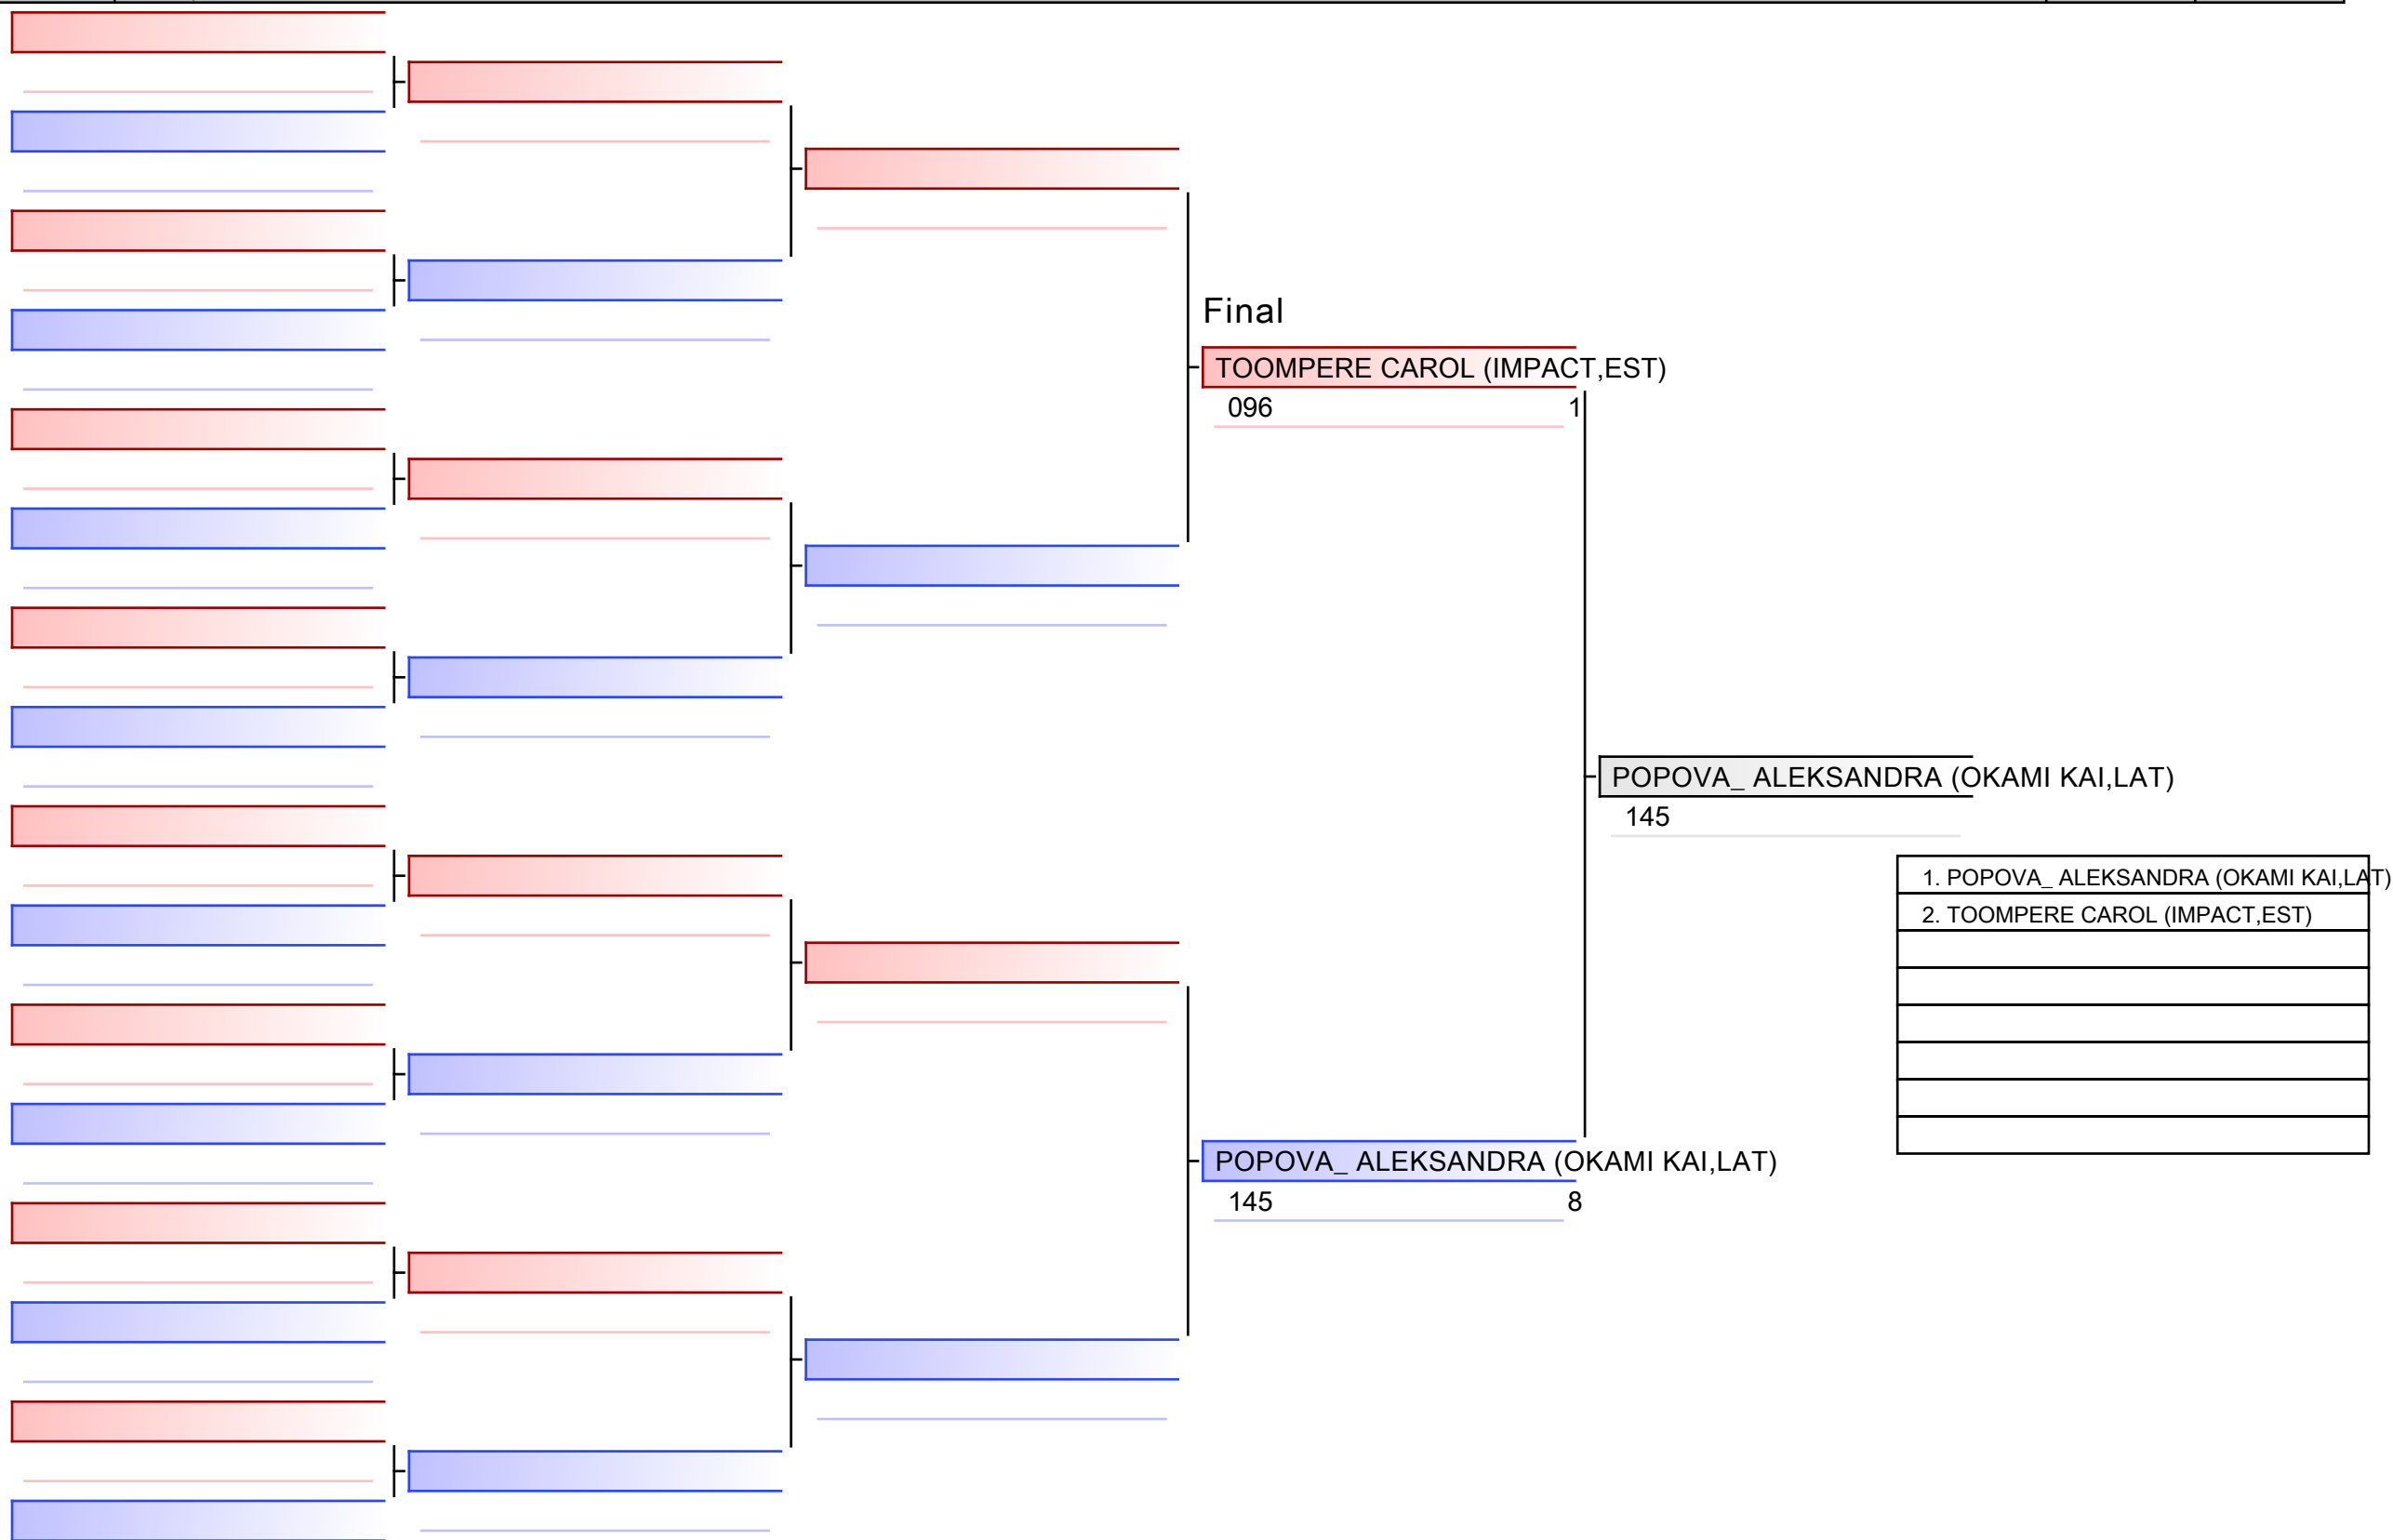 Final
TOOMPERE CAROL (IMPACT,EST)
096 1
POPOVA_ ALEKSANDRA (OKAMI KAI,LAT)
145
1. POPOVA_ ALEKSANDRA (OKAMI KAI,LAT)
2. TOOMPERE CAROL (IMPACT,EST)
POPOVA_ ALEKSANDRA (OKAMI KAI,LAT)
145 8